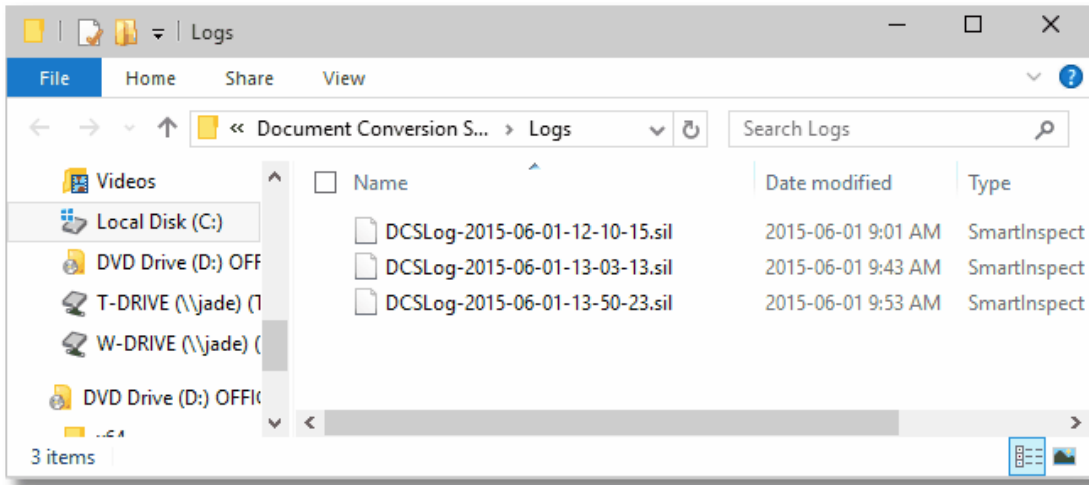 Logs
File Home Share View
« Document Conversion S... > Logs Search Logs
Videos
Local Disk (C:)
DVD Drive (D:) OFF
T-DRIVE (\\jade) (T
W-DRIVE (\\jade) (
DVD Drive (D:) OFFI
Name Date modified Type
DCSLog-2015-06-01-12-10-15.sil 2015-06-01 9:01 AM SmartInspect
DCSLog-2015-06-01-13-03-13.sil 2015-06-01 9:43 AM SmartInspect
DCSLog-2015-06-01-13-50-23.sil 2015-06-01 9:53 AM SmartInspect
3 items